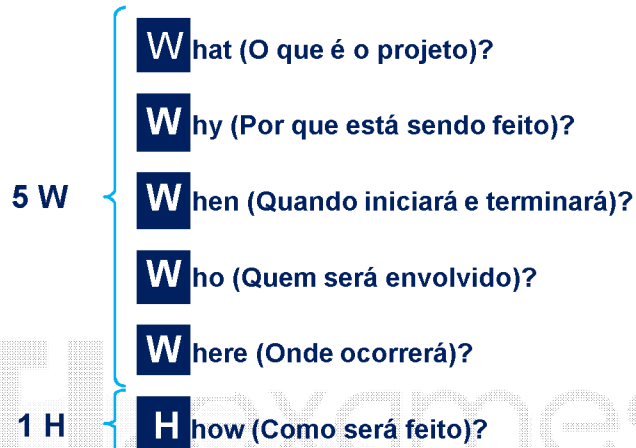 What (O que é o projeto)?
Why (Por que está sendo feito)?
5 W
When (Quando iniciará e terminará)?
Who (Quem será envolvido)?
Where (Onde ocorrerá)?
1 H
Hhow (Como será feito)?